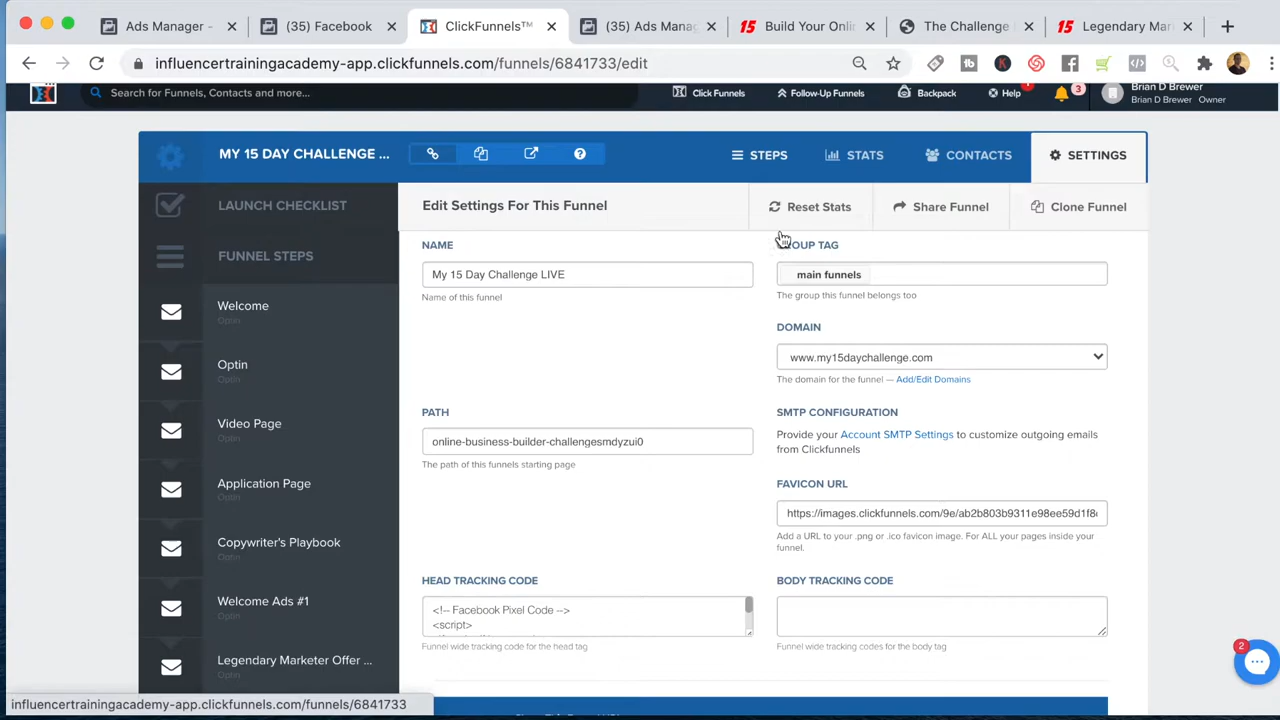 Ads Manager -
(35) Facebook
ClickFunnels™
(35) Ads Mana
15 Build Your Onli
The Challenge
15 Legendary Mar
influencertrainingacademy-app.clickfunnels.com/funnels/6841733/edit
Search for Funnels, Contacts and more...
Click Funnels
Follow-Up Funnels
Backpack
Help
3
Brian D Brewer
Brian D Brewer Owner
MY 15 DAY CHALLENGE ...
STEPS
STATS
CONTACTS
SETTINGS
LAUNCH CHECKLIST
Edit Settings For This Funnel
Reset Stats
Share Funnel
Clone Funnel
FUNNEL STEPS
Welcome
Optin
Optin
Optin
Video Page
Optin
Application Page
Optin
Copywriter's Playbook
Optin
Welcome Ads #1
Optin
Legendary Marketer Offer ...
NAME
My 15 Day Challenge LIVE
Name of this funnel
GROUP TAG
main funnels
The group this funnel belongs too
DOMAIN
www.my15daychallenge.com
The domain for the funnel — Add/Edit Domains
PATH
online-business-builder-challengesmdyzui0
The path of this funnels starting page
SMTP CONFIGURATION
Provide your Account SMTP Settings to customize outgoing emails
from Clickfunnels
FAVICON URL
https://images.clickfunnels.com/9e/ab2b803b9311e98ee59d1f8
Add a URL to your .png or .ico favicon image. For ALL your pages inside your
funnel.
HEAD TRACKING CODE
<!-- Facebook Pixel Code -->
<script>
Funnel wide tracking code for the head tag
BODY TRACKING CODE
Funnel wide tracking codes for the body tag
2
influencertrainingacademy-app.clickfunnels.com/funnels/6841733